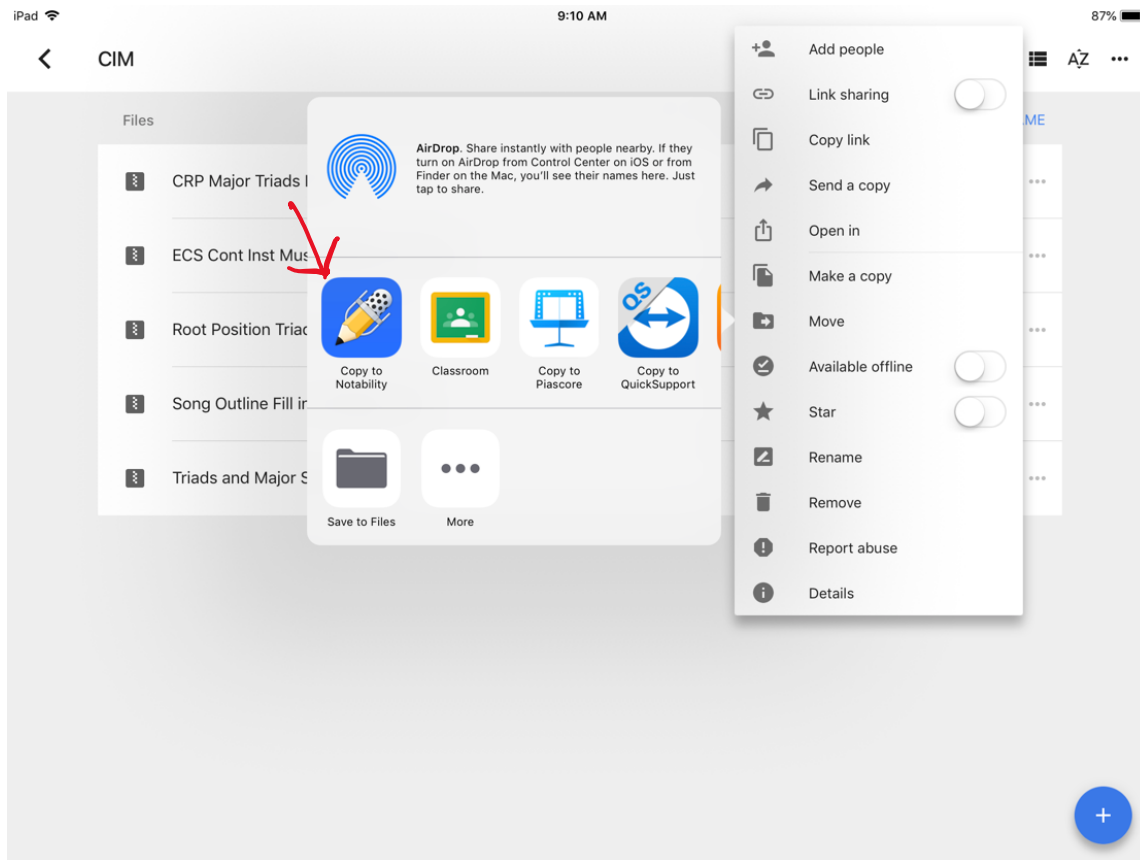 iPad 9:10 AM 87%
CIM
AZ
Files
AirDrop. Share instantly with people nearby. If they
turn on AirDrop from Control Center on iOS or from
Finder on the Mac, you'll see their names here. Just
tap to share.
CRP Major Triads
ECS Cont Inst Mus
Root Position Triad
Song Outline Fill in
Triads and Major S
QS
Copy to
Notability
Classroom
Copy to
Piascore
Copy to
QuickSupport
Save to Files
More
Add people
Link sharing
Copy link
Send a copy
Open in
Make a copy
Move
Available offline
Star
Rename
Remove
Report abuse
Details
ME